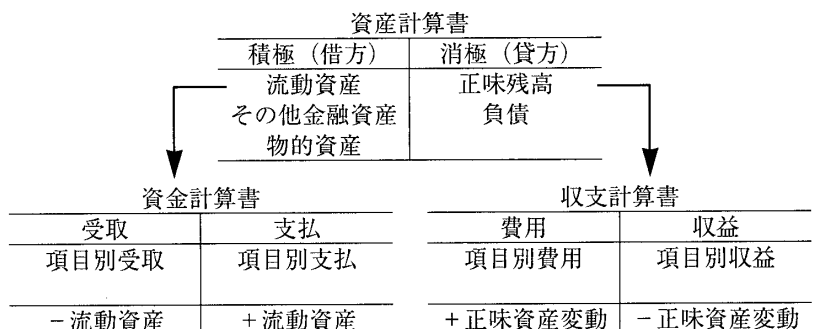 資産計算書
積極（借方） 消極（貸方）
流動資産 正味残高
その他金融資産 負債
物的資産
資金計算書
受取 支払
項目別受取 項目別支払
－流動資産 ＋流動資産
収支計算書
費用 収益
項目別費用 項目別収益
＋正味資産変動 －正味資産変動